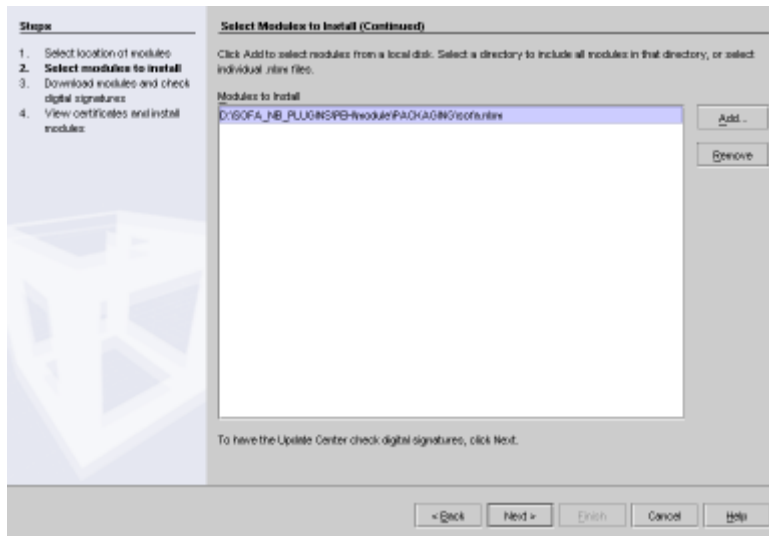 Steps
1. Select location of modules
2. Select modules to install
3. Download modules and check
digital signatures
4. View certificates and install
modules
Select Modules to Install (Continued)
Click Add to select modules from a local disk. Select a directory to include all modules in that directory, or select
individual .nbm files.
Modules to Install
D:\SOFA_NB_PLUGINS\PEH\module\PACKAGING\sofa.nbm
Add...
Remove
To have the Update Center check digital signatures, click Next.
< Back
Next >
Finish
Cancel
Help